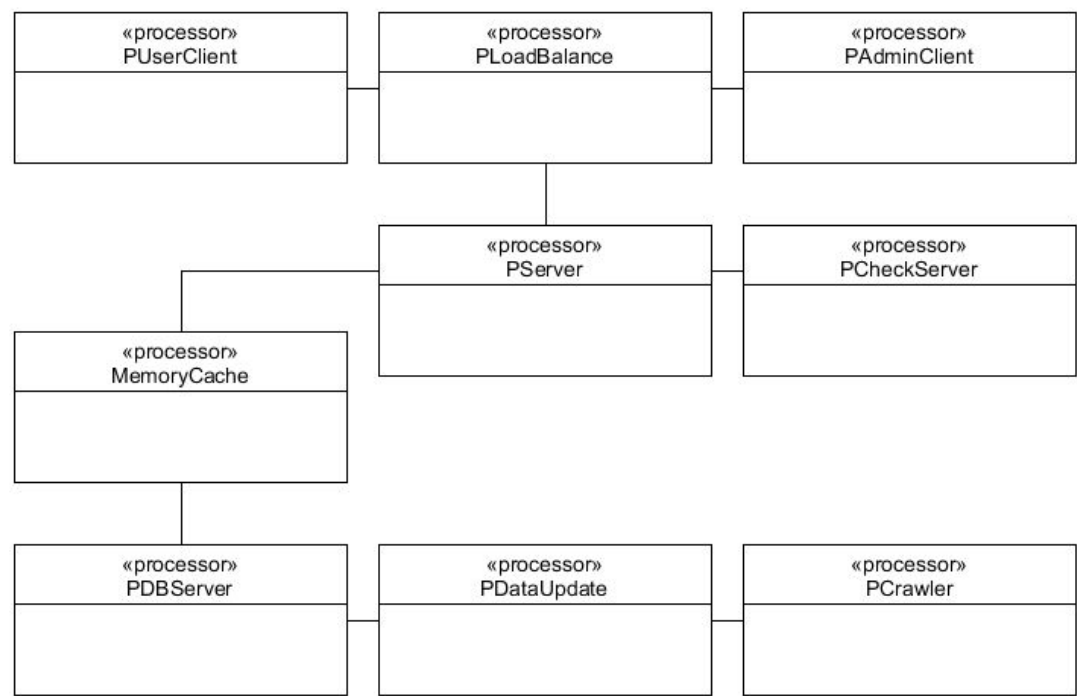 «processor»
PUserClient
«processor»
PLoadBalance
«processor»
PAdminClient
«processor»
PServer
«processor»
PCheckServer
«processor»
MemoryCache
«processor»
PDBServer
«processor»
PDataUpdate
«processor»
PCrawler